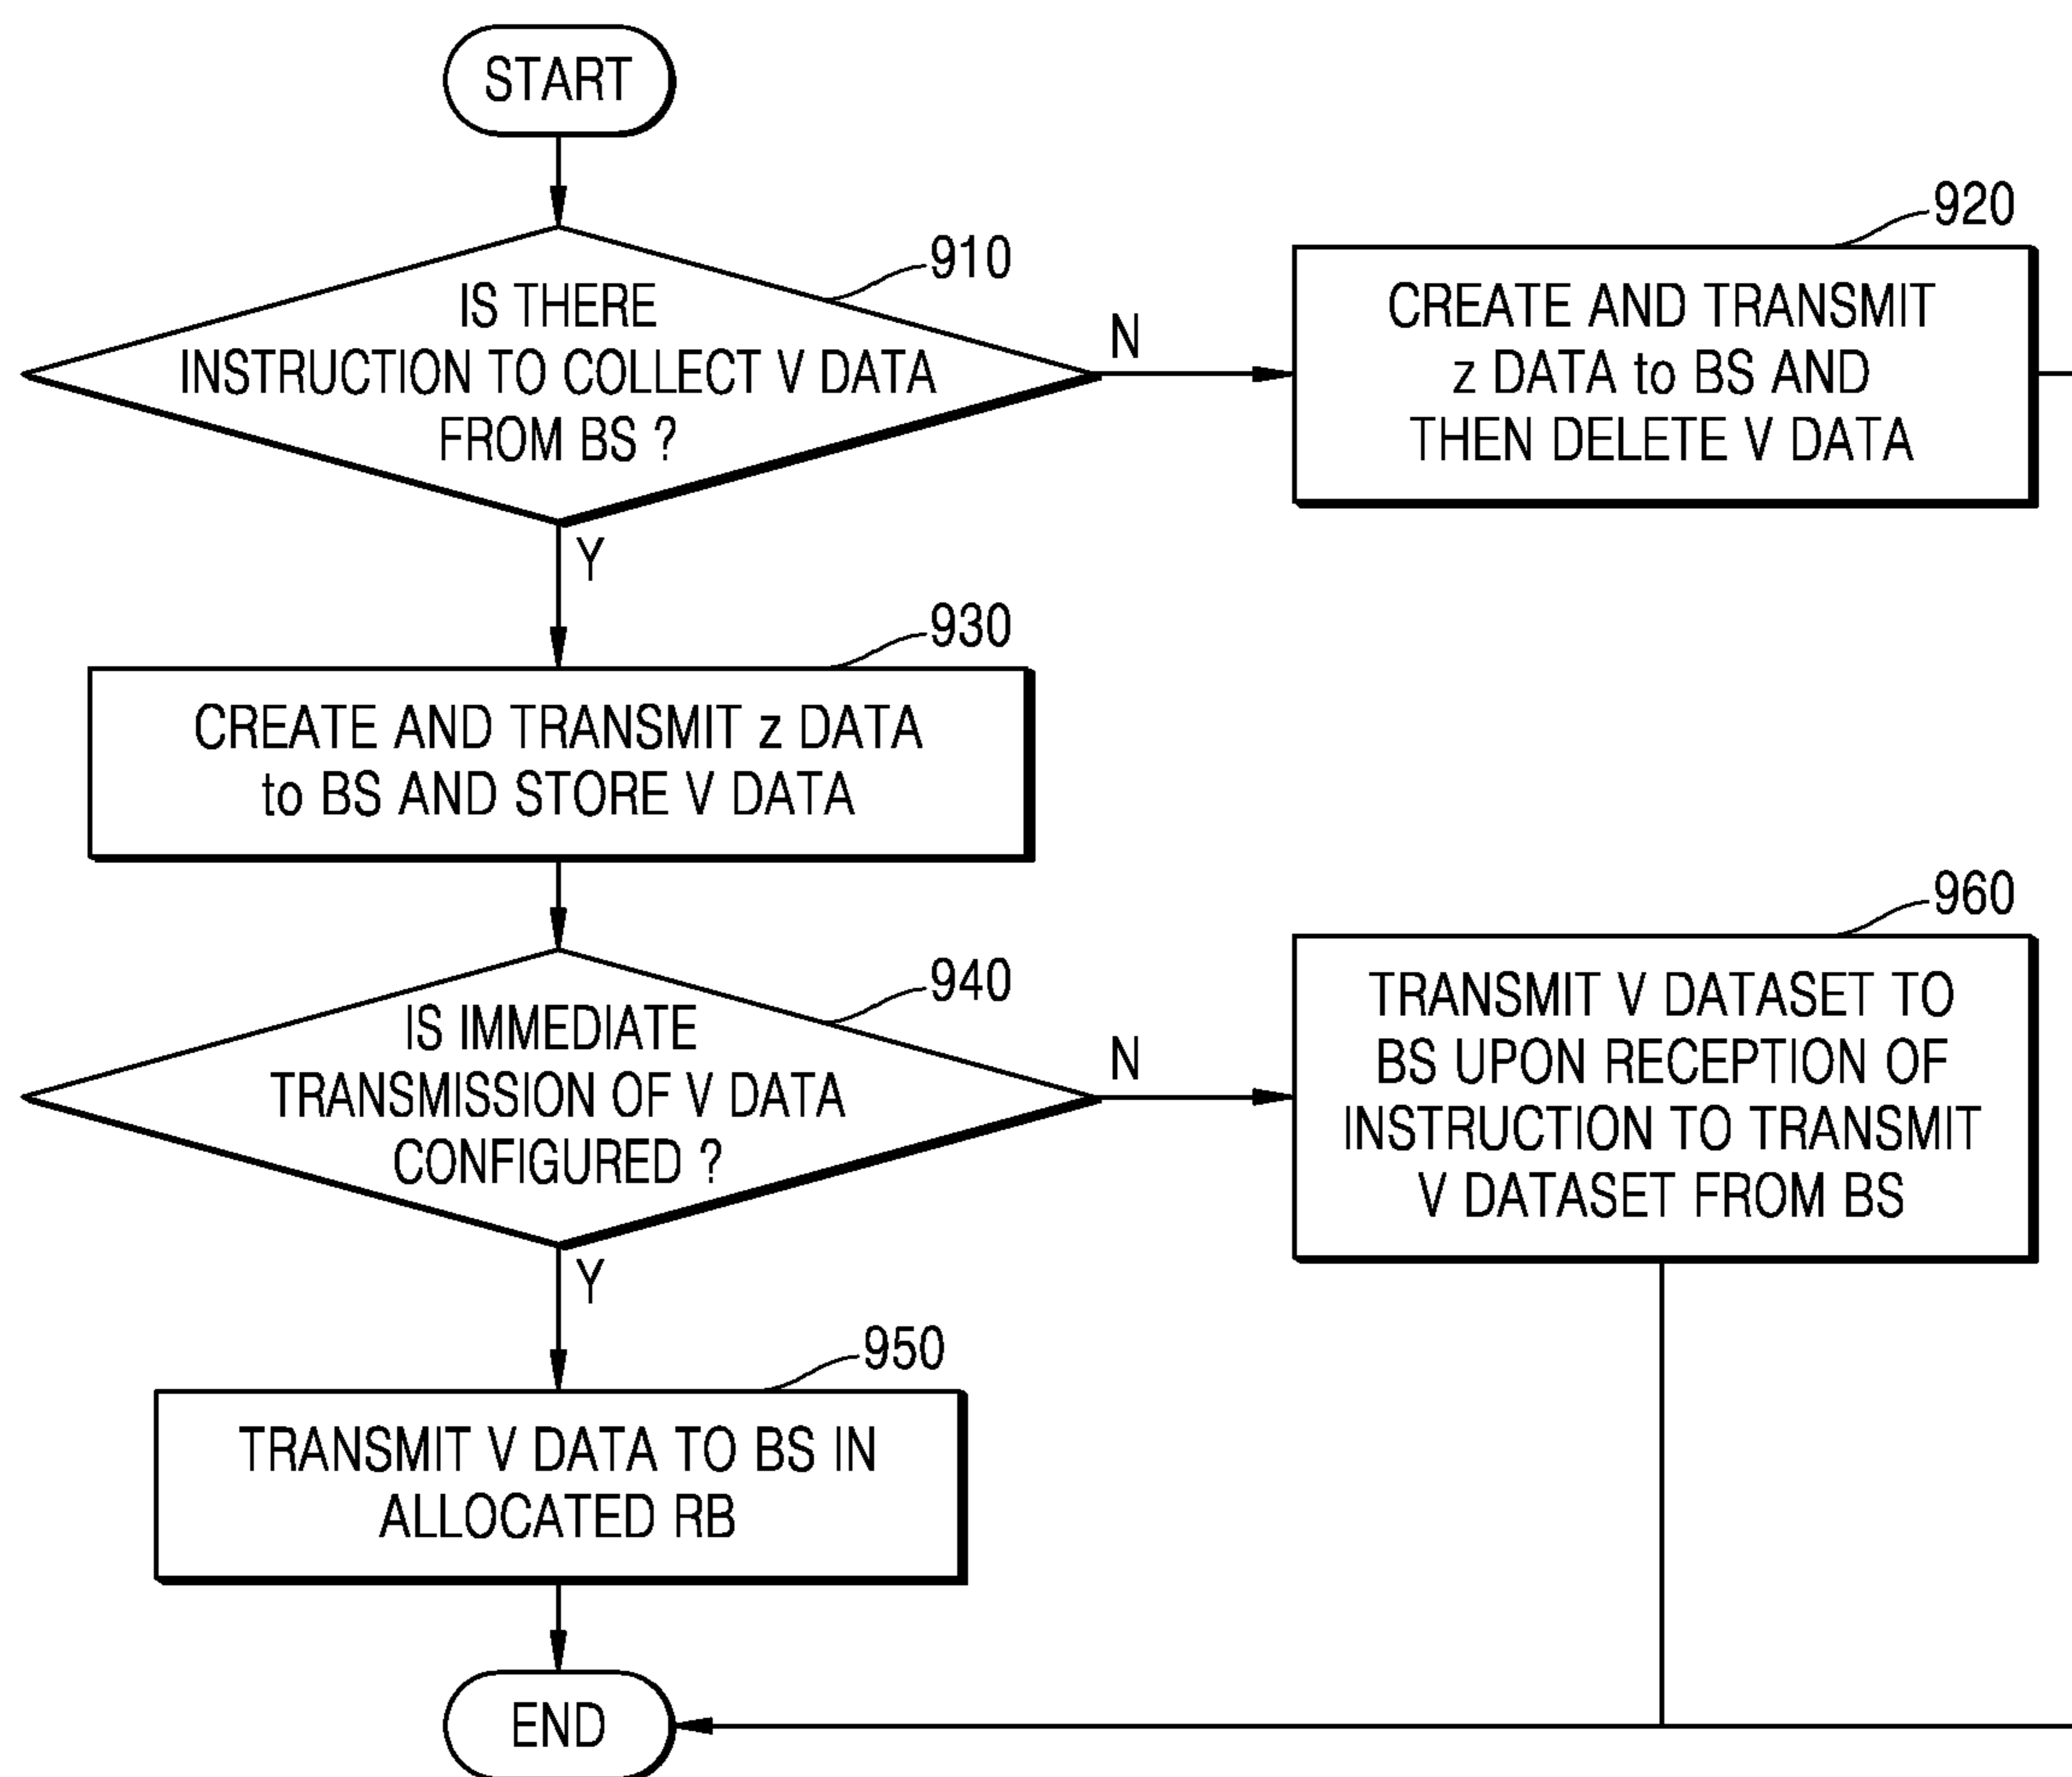 START
910
IS THERE
INSTRUCTION TO COLLECT V DATA
FROM BS ?
N
920
CREATE AND TRANSMIT
z DATA to BS AND
THEN DELETE V DATA
Y
930
CREATE AND TRANSMIT z DATA
to BS AND STORE V DATA
940
IS IMMEDIATE
TRANSMISSION OF V DATA
CONFIGURED ?
N
960
TRANSMIT V DATASET TO
BS UPON RECEPTION OF
INSTRUCTION TO TRANSMIT
V DATASET FROM BS
Y
950
TRANSMIT V DATA TO BS IN
ALLOCATED RB
END